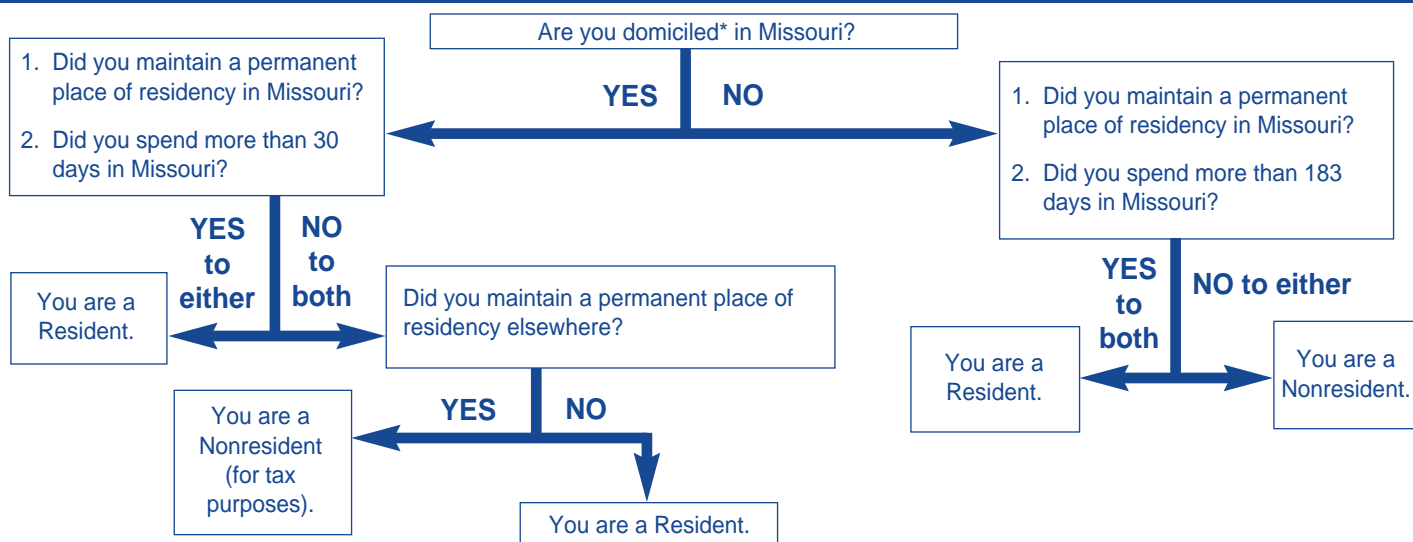 Are you domiciled* in Missouri?
YES
NO
1. Did you maintain a permanent
place of residency in Missouri?
2. Did you spend more than 30
days in Missouri?
YES
to
either
NO
to
both
You are a
Resident.
Did you maintain a permanent place of
residency elsewhere?
YES
NO
You are a
Nonresident
(for tax
purposes).
You are a Resident.
1. Did you maintain a permanent
place of residency in Missouri?
2. Did you spend more than 183
days in Missouri?
YES
to
both
NO to either
You are a
Resident.
You are a
Nonresident.